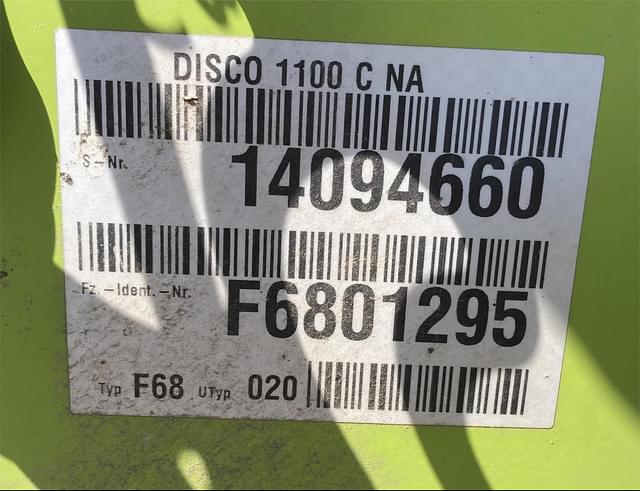 DISCO 1100 C NA
S-Nr. 14094660
Fz.-Ident.-Nr. F6801295
Typ F68 UTyp 020